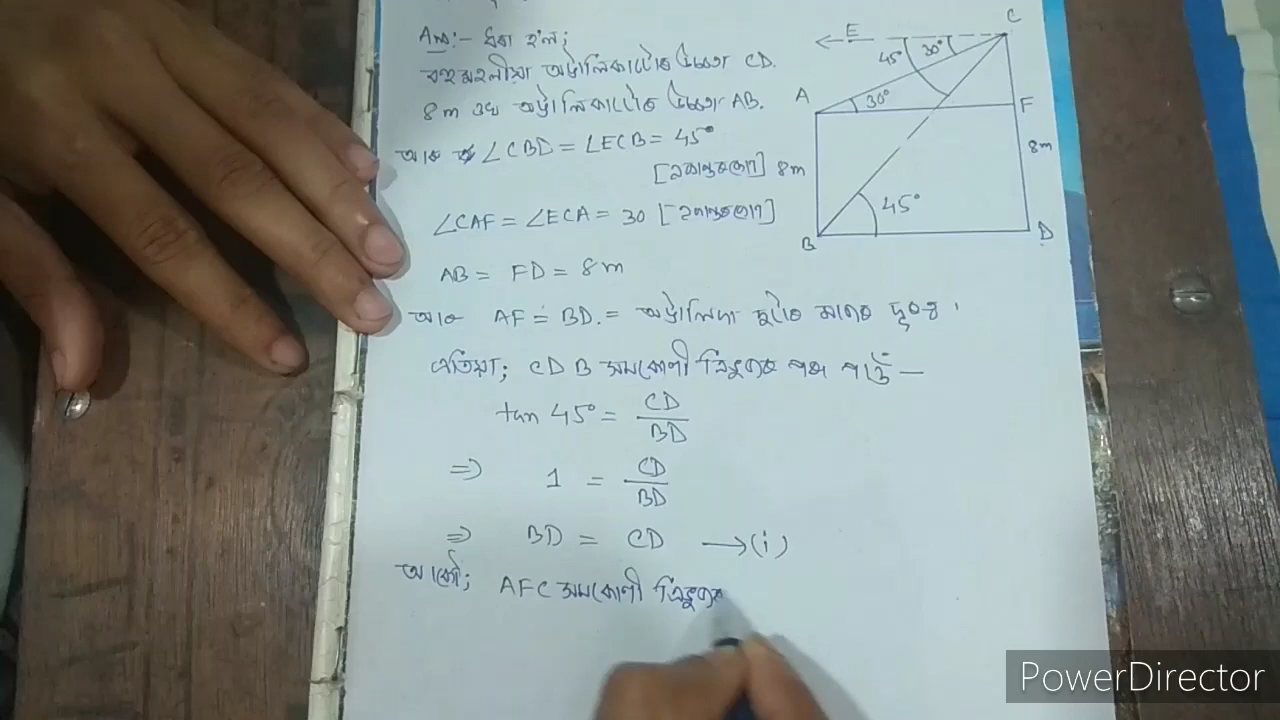 Ans:- ধৰা হ'ল;
বহুমহলীয়া অট্টালিকাটোৰ উচ্চতা CD.
8m ওখ অট্টালিকাটোৰ উচ্চতা AB.
আৰু ∠CBD = ∠ECB = 45°
[একান্তৰকোণ]
∠CAF = ∠ECA = 30 [একান্তৰকোণ]
AB = FD = 8m
আৰু AF = BD. = অট্টালিকা দুটাৰ মাজৰ দূৰত্ব ।
এতিয়া; CDB সমকোণী ত্ৰিভুজৰ পৰা পাওঁ —
tan 45° = CD/BD
⇒ 1 = CD/BD
⇒ BD = CD →(i)
আকৌ; AFC সমকোণী ত্ৰিভুজৰ
E
C
45°
30°
A
30°
F
8m
8m
45°
B
D
PowerDirector